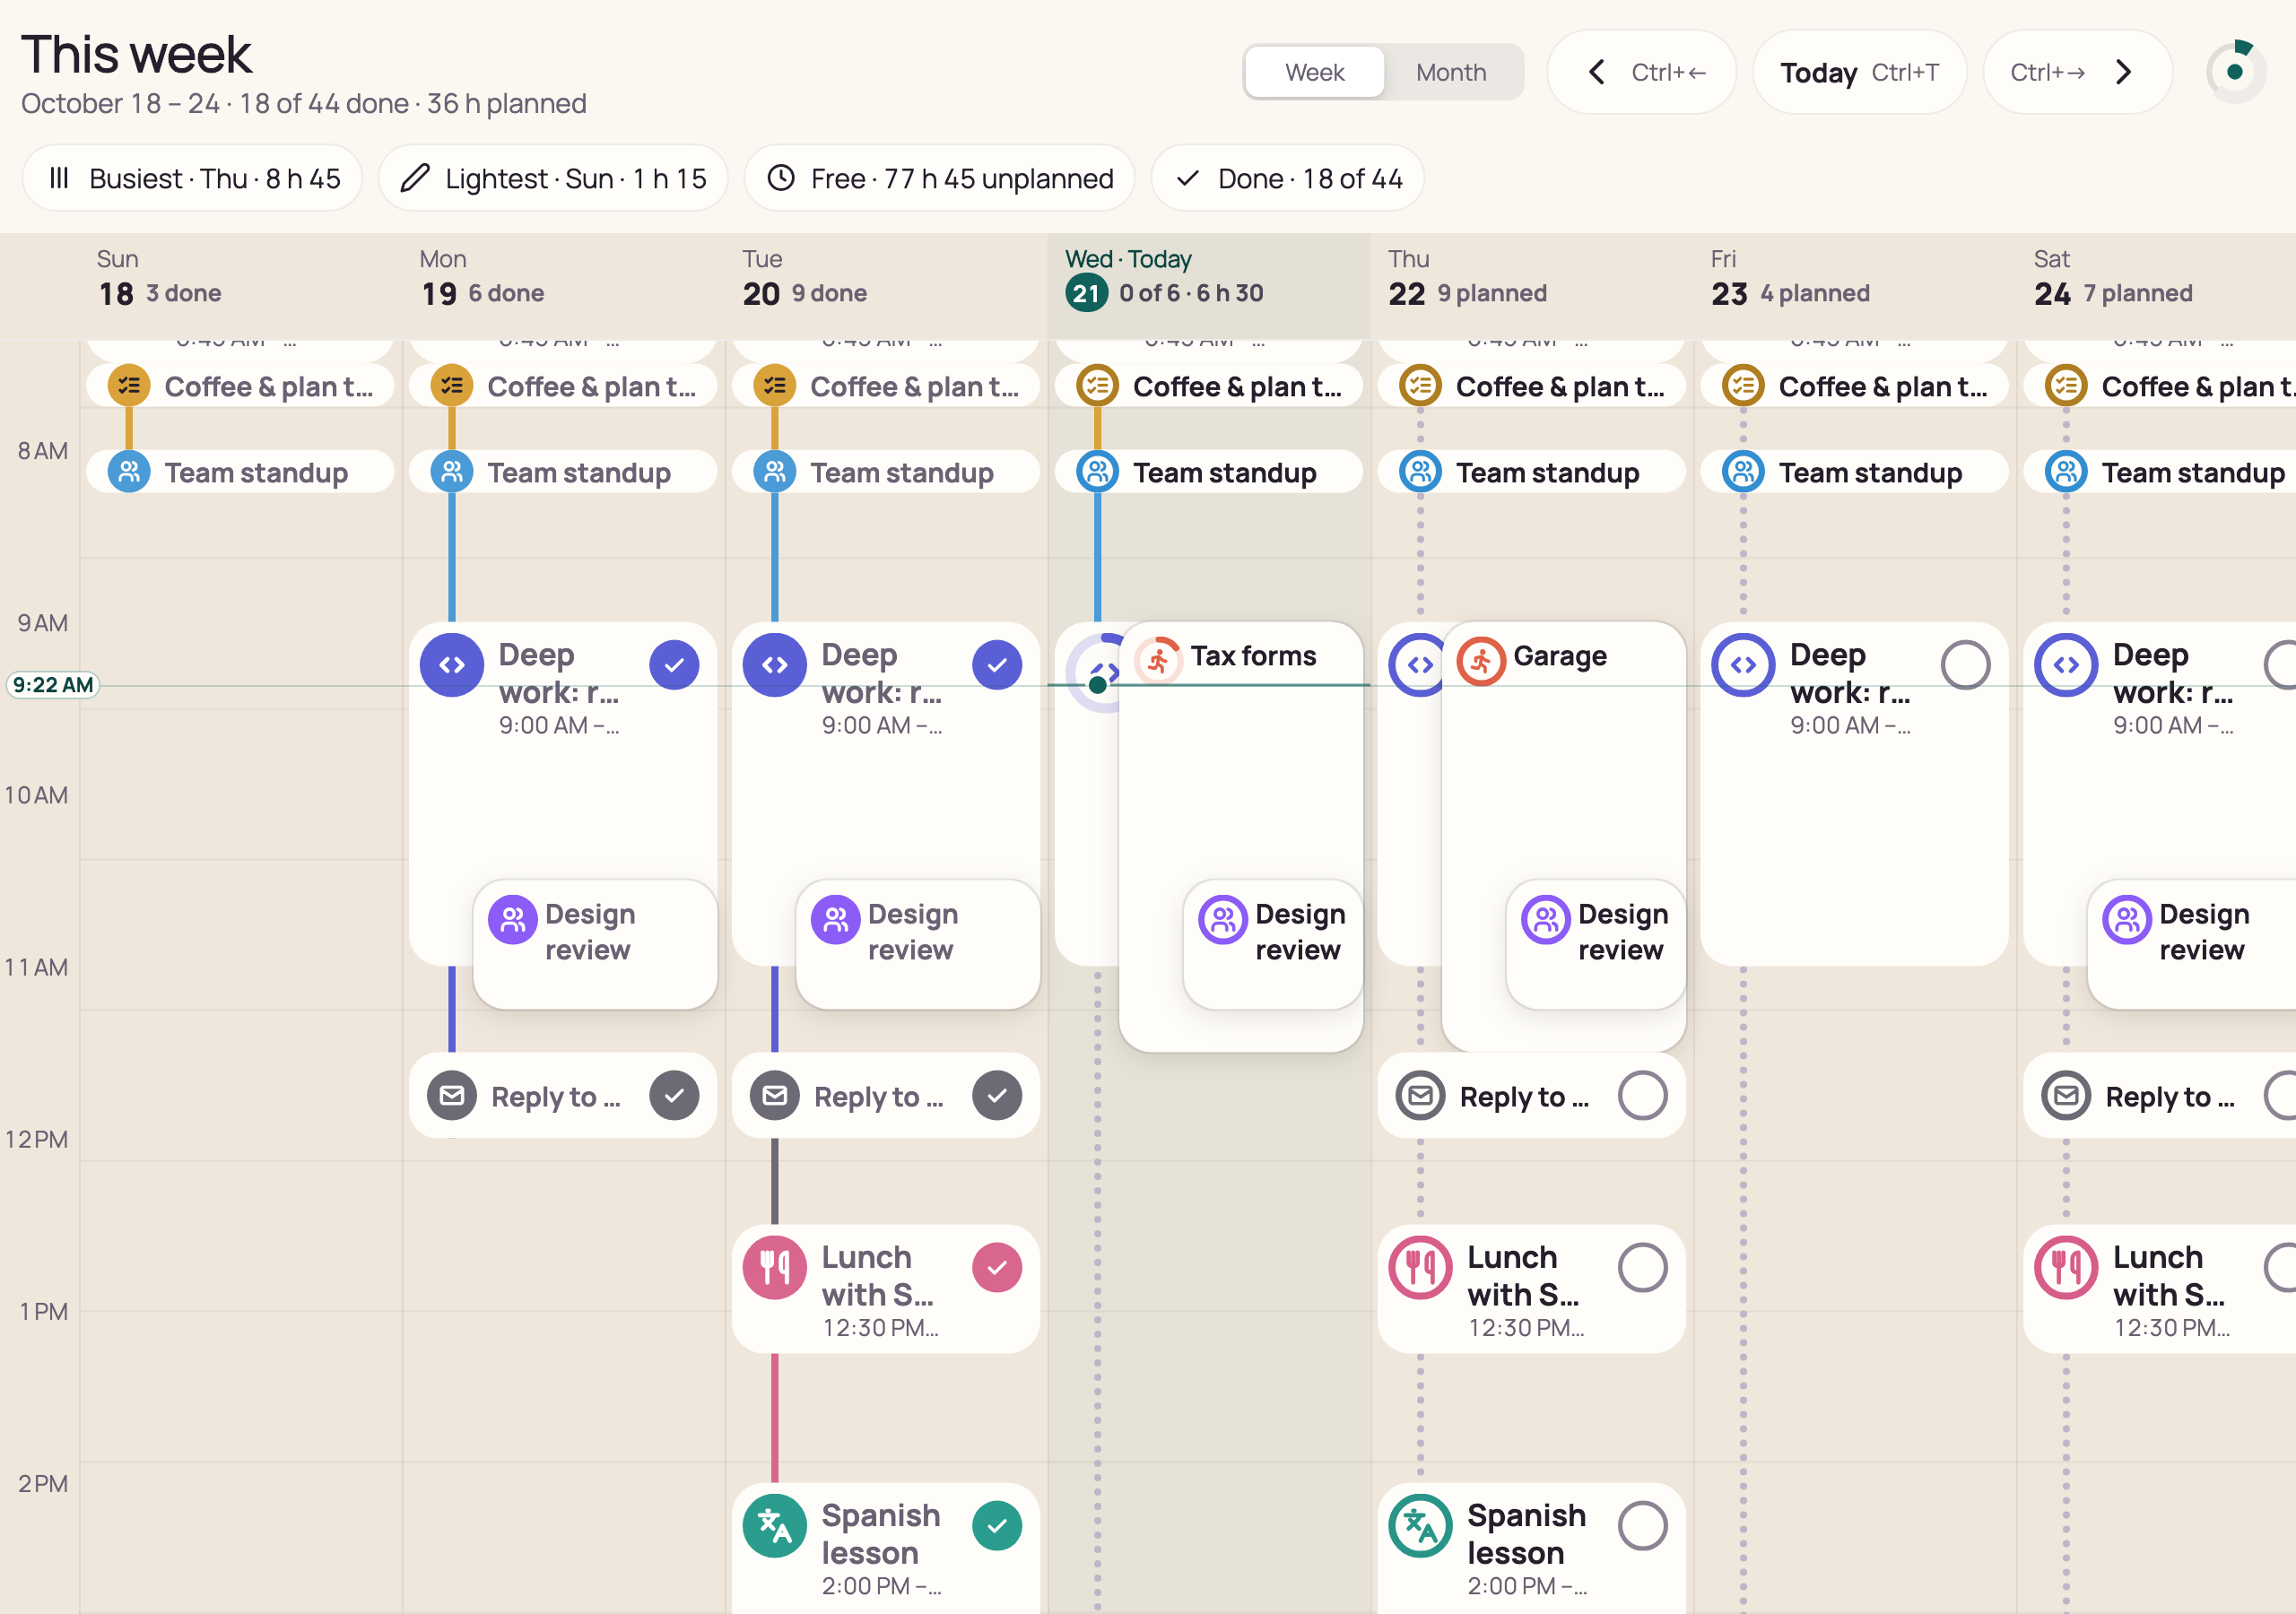 This week
October 18 – 24 · 18 of 44 done · 36 h planned
Week
Month
Ctrl+←
Today Ctrl+T
Ctrl+→
Busiest · Thu · 8 h 45
Lightest · Sun · 1 h 15
Free · 77 h 45 unplanned
Done · 18 of 44
Sun
18 3 done
Mon
19 6 done
Tue
20 9 done
Wed · Today
21 0 of 6 · 6 h 30
Thu
22 9 planned
Fri
23 4 planned
Sat
24 7 planned
Coffee & plan t...
Coffee & plan t...
Coffee & plan t...
Coffee & plan t...
Coffee & plan t...
Coffee & plan t...
Coffee & plan t...
8 AM
Team standup
Team standup
Team standup
Team standup
Team standup
Team standup
Team standup
9 AM
9:22 AM
Deep
work: r...
9:00 AM –...
Deep
work: r...
9:00 AM –...
Tax forms
Garage
Deep
work: r...
9:00 AM –...
Deep
work: r...
9:00 AM –...
10 AM
Design
review
Design
review
Design
review
Design
review
Design
review
11 AM
Reply to ...
Reply to ...
Reply to ...
Reply to ...
12 PM
Lunch
with S...
12:30 PM...
Lunch
with S...
12:30 PM...
Lunch
with S...
12:30 PM...
1 PM
2 PM
Spanish
lesson
2:00 PM –...
Spanish
lesson
2:00 PM –...